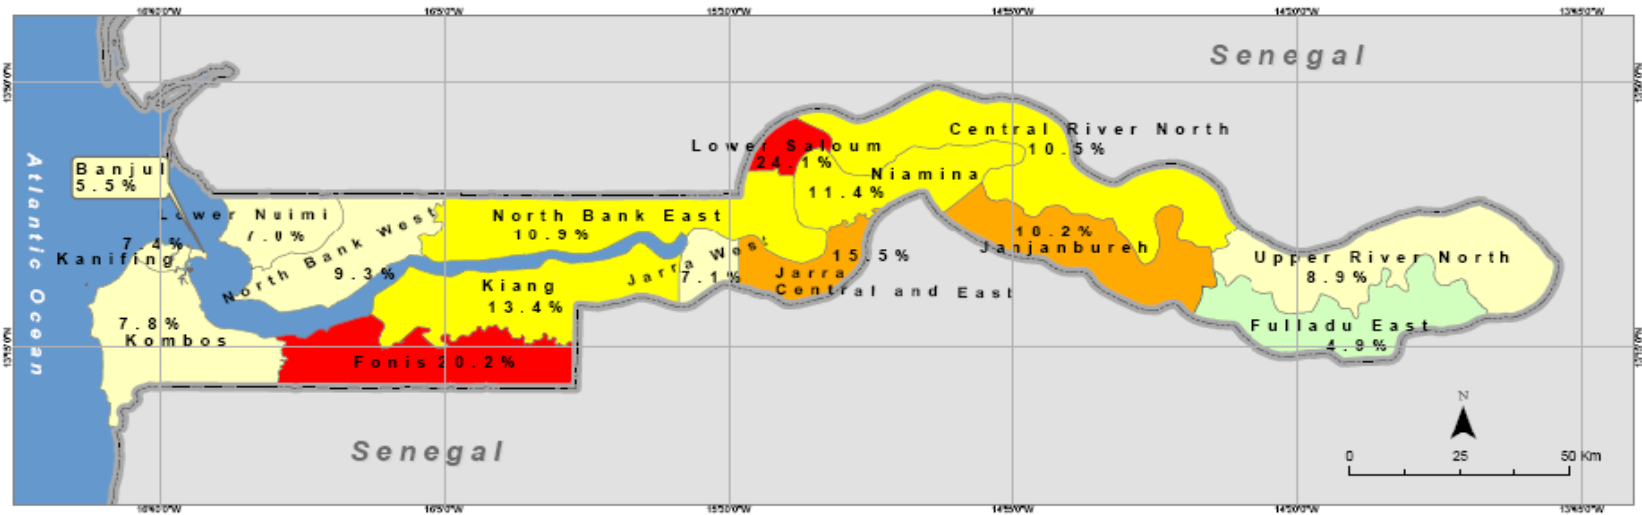 Senegal
Atlantic Ocean
Banjul
5.5%
Lower Nuimi
7.0%
7.4%
Kanifing
North Bank West
9.3%
7.8%
Kombos
Fonis 20.2%
North Bank East
10.9%
Kiang
13.4%
Jarra West
7.1%
Lower Saloum
24.1%
Niamina
11.4%
Central River North
10.5%
15.5%
Jarra
Central and East
Janjanbureh
Upper River North
8.9%
Fulladu East
4.9%
Senegal
N
0 25 50 Km